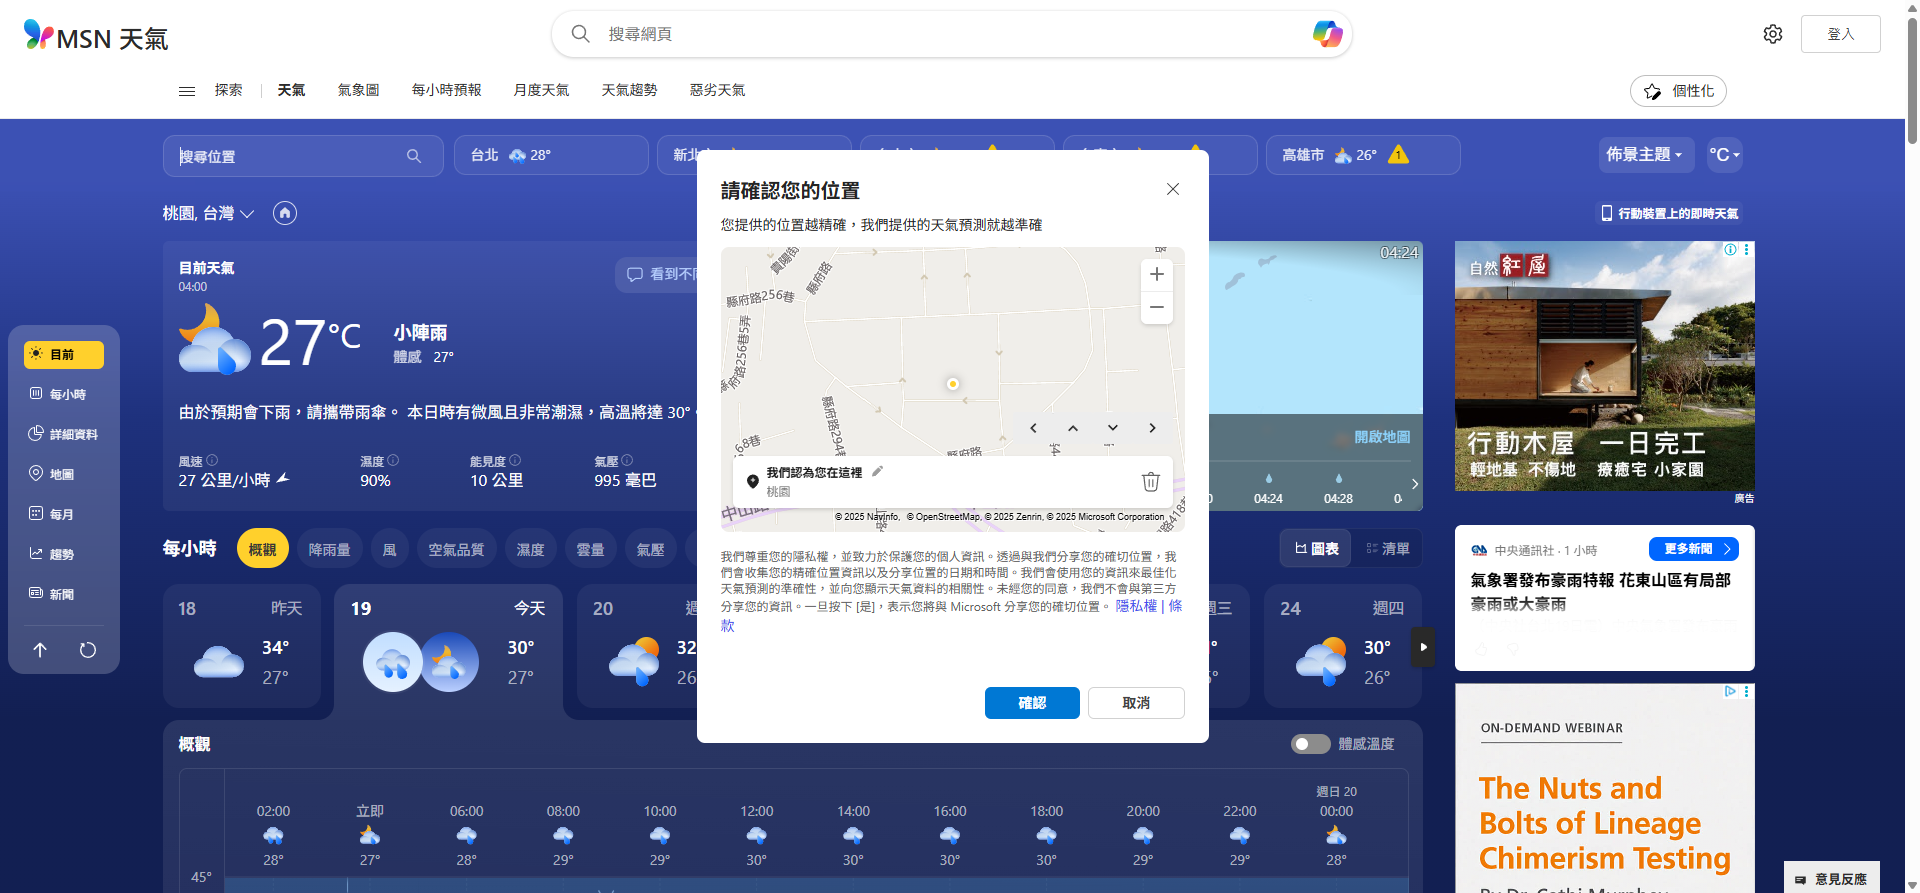 MSN 天氣
搜尋網頁
登入
探索
天氣
氣象圖
每小時預報
月度天氣
天氣趨勢
惡劣天氣
個性化
搜尋位置
台北 28°
新北
高雄市 26° 1
佈景主題
°C
桃園, 台灣
行動裝置上的即時天氣
目前天氣
04:00
看到不同
27°C
小陣雨
體感 27°
由於預期會下雨，請攜帶雨傘。 本日時有微風且非常潮濕，高溫將達 30°
風速
27 公里/小時
濕度
90%
能見度
10 公里
氣壓
995 毫巴
目前
每小時
詳細資料
地圖
每月
趨勢
新聞
請確認您的位置
您提供的位置越精確，我們提供的天氣預測就越準確
貴陽街
縣府路
縣府路256巷
縣府路256巷5弄
縣府路294巷
縣府路
中山路
418巷
我們認為您在這裡
桃園
© 2025 NavInfo, © OpenStreetMap, © 2025 Zenrin, © 2025 Microsoft Corporation
我們尊重您的隱私權，並致力於保護您的個人資訊。透過與我們分享您的確切位置，我
們會收集您的精確位置資訊以及分享位置的日期和時間。我們會使用您的資訊來最佳化
天氣預測的準確性，並向您顯示天氣資料的相關性。未經您的同意，我們不會與第三方
分享您的資訊。一旦按下 [是]，表示您將與 Microsoft 分享您的確切位置。 隱私權 | 條
款
確認
取消
04:24
開啟地圖
04:24
04:28
自然紅屋
行動木屋 一日完工
輕地基 不傷地 療癒宅 小家園
廣告
每小時
概觀
降雨量
風
空氣品質
濕度
雲量
氣壓
圖表
清單
18 昨天
34°
27°
19 今天
30°
27°
20 週
32
26
週三
24 週四
30°
26°
中央通訊社 · 1 小時
更多新聞
氣象署發布豪雨特報 花東山區有局部
豪雨或大豪雨
概觀
體感溫度
週日 20
02:00
立即
06:00
08:00
10:00
12:00
14:00
16:00
18:00
20:00
22:00
00:00
28°
27°
28°
29°
29°
30°
30°
30°
30°
29°
29°
28°
45°
ON-DEMAND WEBINAR
The Nuts and
Bolts of Lineage
Chimerism Testing
By Dr. Cathi Murphey
意見反應